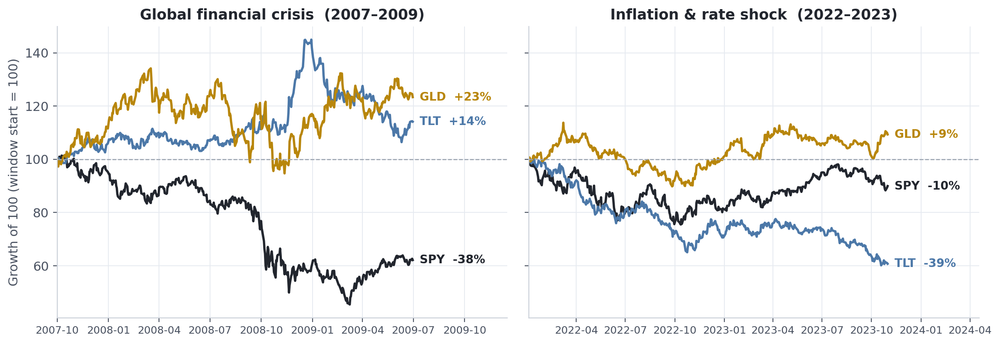 Global financial crisis  (2007–2009)
Growth of 100 (window start = 100)
140
120
100
80
60
GLD  +23%
TLT  +14%
SPY  -38%
2007-10 2008-01 2008-04 2008-07 2008-10 2009-01 2009-04 2009-07 2009-10
Inflation & rate shock  (2022–2023)
GLD  +9%
SPY  -10%
TLT  -39%
2022-04 2022-07 2022-10 2023-01 2023-04 2023-07 2023-10 2024-01 2024-04